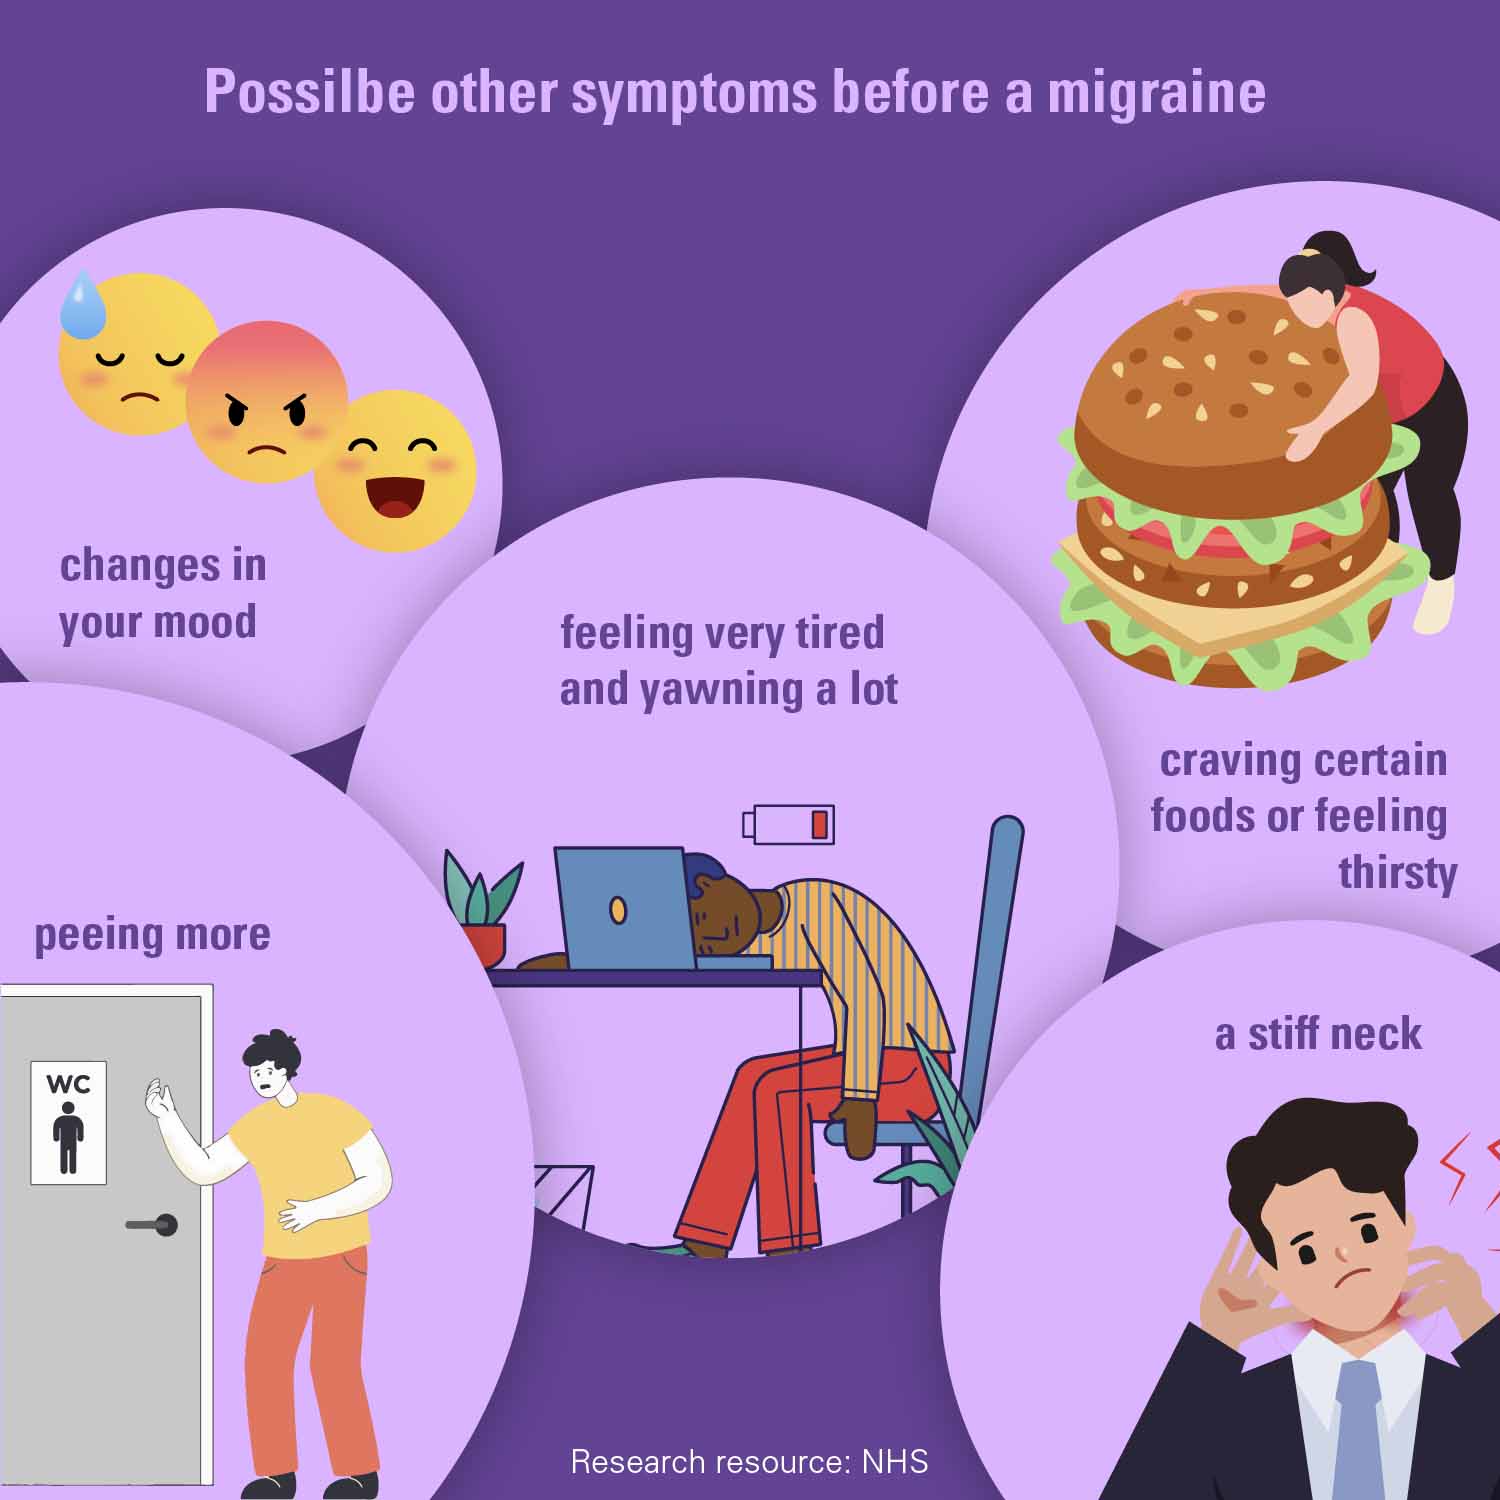 Possilbe other symptoms before a migraine
changes in
your mood
feeling very tired
and yawning a lot
craving certain
foods or feeling
thirsty
peeing more
WC
a stiff neck
Research resource: NHS